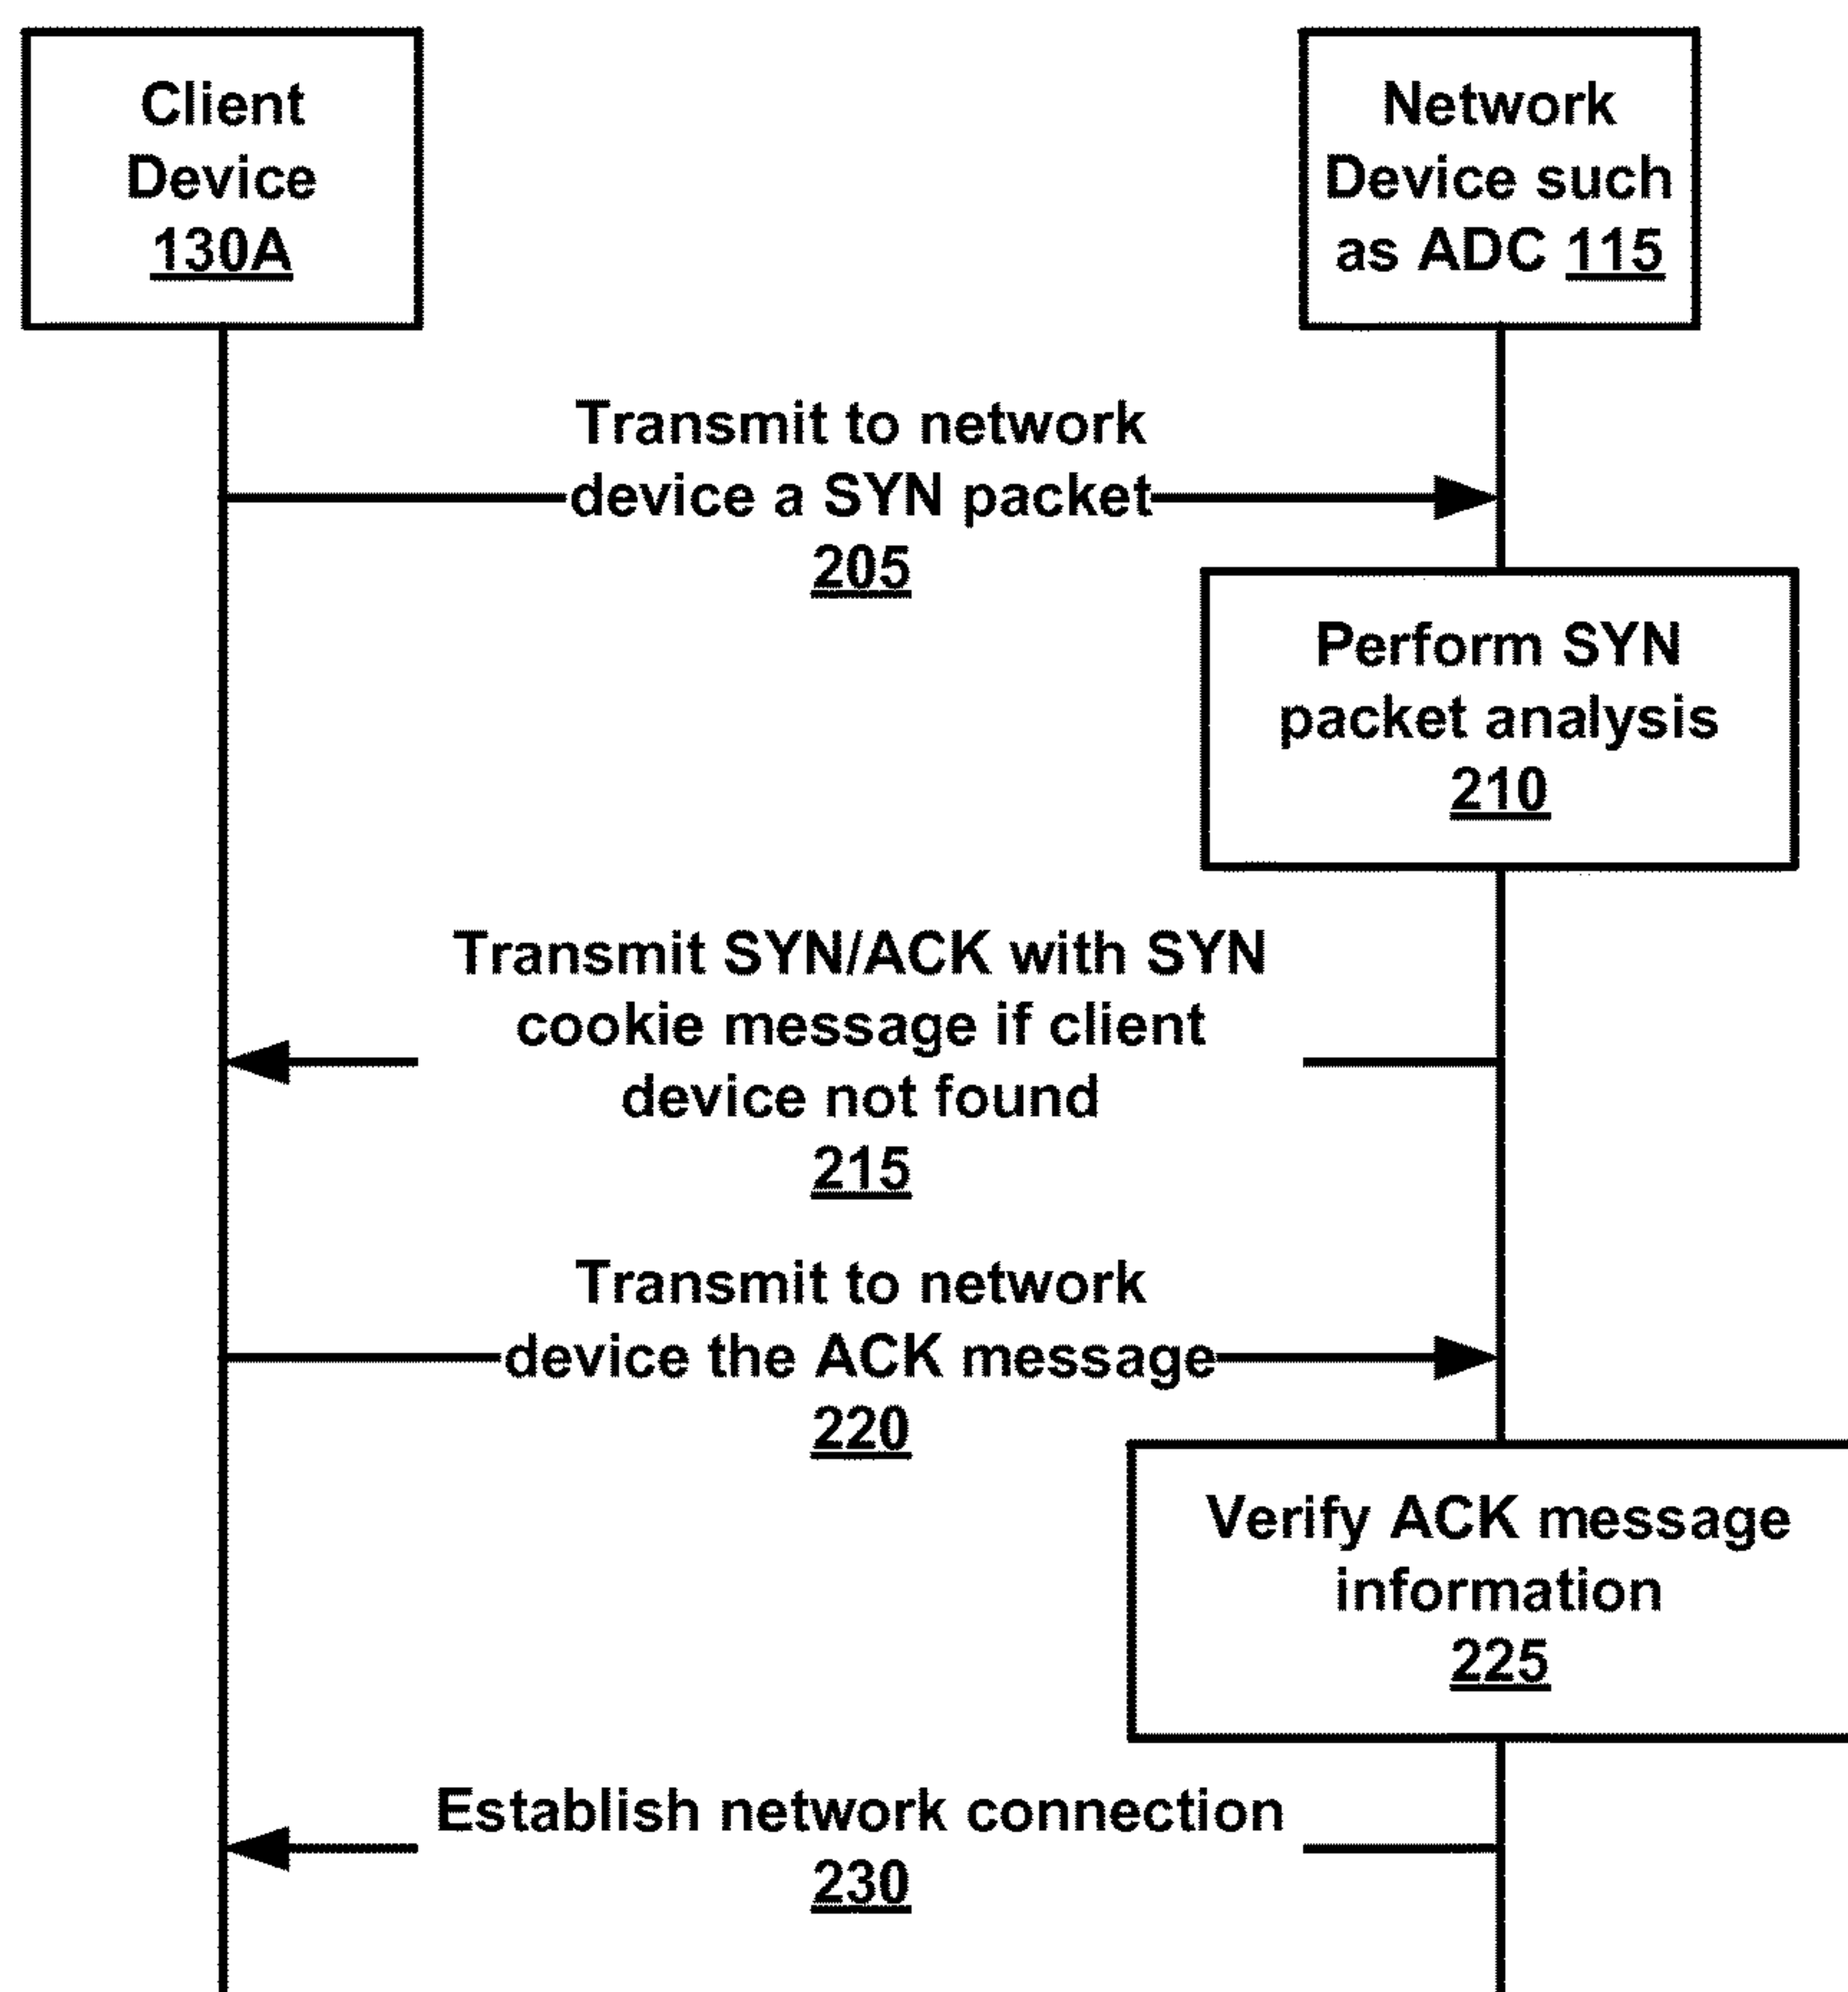 Client
Device
130A
Network
Device such
as ADC 115
Transmit to network
device a SYN packet
205
Perform SYN
packet analysis
210
Transmit SYN/ACK with SYN
cookie message if client
device not found
215
Transmit to network
device the ACK message
220
Verify ACK message
information
225
Establish network connection
230